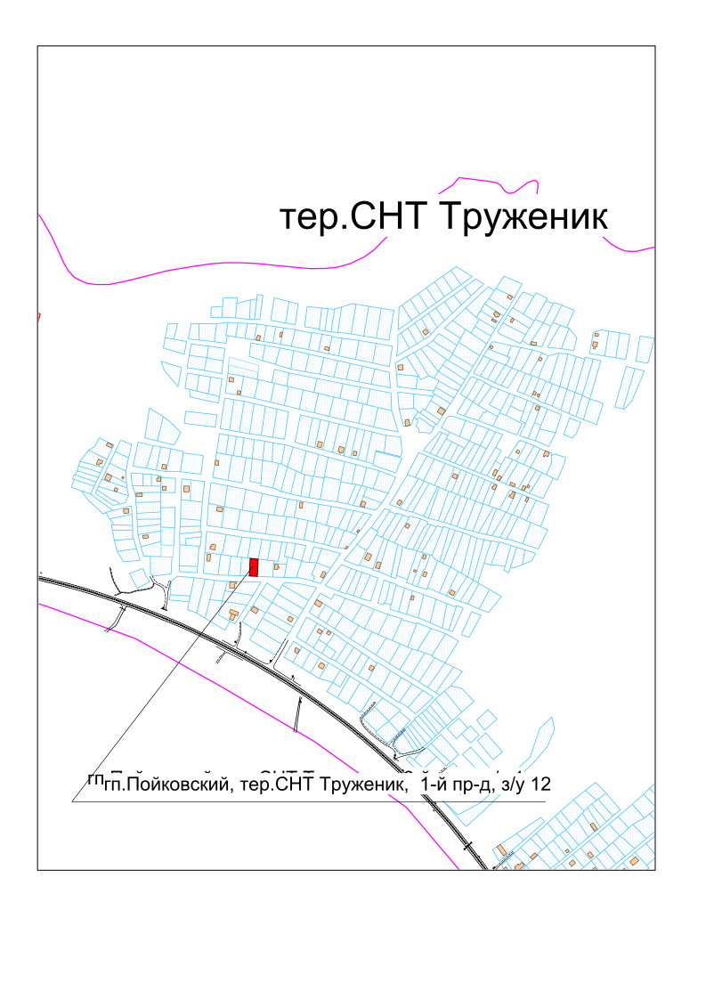 тер.СНТ Труженик
гп.Пойковский, тер.СНТ Труженик, 1-й пр-д, з/у 12